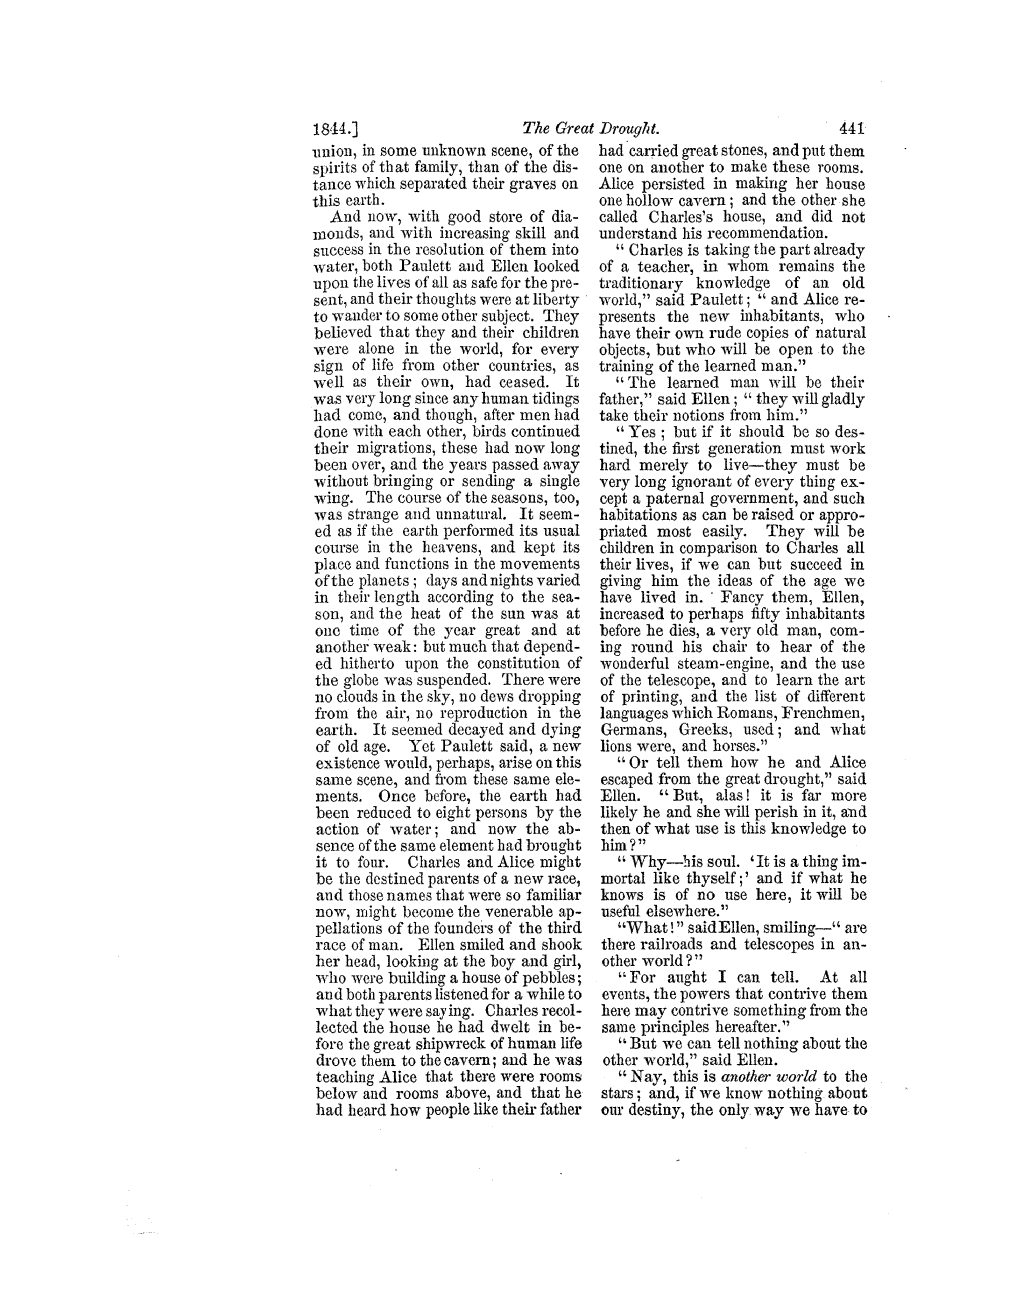 1844.] The Great Drought. 441
union, in some unknown scene, of the
spirits of that family, than of the dis-
tance which separated their graves on
this earth.
And now, with good store of dia-
monds, and with increasing skill and
success in the resolution of them into
water, both Paulett and Ellen looked
upon the lives of all as safe for the pre-
sent, and their thoughts were at liberty
to wander to some other subject. They
believed that they and their children
were alone in the world, for every
sign of life from other countries, as
well as their own, had ceased. It
was very long since any human tidings
had come, and though, after men had
done with each other, birds continued
their migrations, these had now long
been over, and the years passed away
without bringing or sending a single
wing. The course of the seasons, too,
was strange and unnatural. It seem-
ed as if the earth performed its usual
course in the heavens, and kept its
place and functions in the movements
of the planets; days and nights varied
in their length according to the sea-
son, and the heat of the sun was at
one time of the year great and at
another weak: but much that depend-
ed hitherto upon the constitution of
the globe was suspended. There were
no clouds in the sky, no dews dropping
from the air, no reproduction in the
earth. It seemed decayed and dying
of old age. Yet Paulett said, a new
existence would, perhaps, arise on this
same scene, and from these same ele-
ments. Once before, the earth had
been reduced to eight persons by the
action of water; and now the ab-
sence of the same element had brought
it to four. Charles and Alice might
be the destined parents of a new race,
and those names that were so familiar
now, might become the venerable ap-
pellations of the founders of the third
race of man. Ellen smiled and shook
her head, looking at the boy and girl,
who were building a house of pebbles;
and both parents listened for a while to
what they were saying. Charles recol-
lected the house he had dwelt in be-
fore the great shipwreck of human life
drove them to the cavern; and he was
teaching Alice that there were rooms
below and rooms above, and that he
had heard how people like their father
had carried great stones, and put them
one on another to make these rooms.
Alice persisted in making her house
one hollow cavern; and the other she
called Charles's house, and did not
understand his recommendation.
"Charles is taking the part already
of a teacher, in whom remains the
traditionary knowledge of an old
world," said Paulett; "and Alice re-
presents the new inhabitants, who
have their own rude copies of natural
objects, but who will be open to the
training of the learned man."
"The learned man will be their
father," said Ellen; "they will gladly
take their notions from him."
"Yes; but if it should be so des-
tined, the first generation must work
hard merely to live—they must be
very long ignorant of every thing ex-
cept a paternal government, and such
habitations as can be raised or appro-
priated most easily. They will be
children in comparison to Charles all
their lives, if we can but succeed in
giving him the ideas of the age we
have lived in. Fancy them, Ellen,
increased to perhaps fifty inhabitants
before he dies, a very old man, com-
ing round his chair to hear of the
wonderful steam-engine, and the use
of the telescope, and to learn the art
of printing, and the list of different
languages which Romans, Frenchmen,
Germans, Greeks, used; and what
lions were, and horses."
"Or tell them how he and Alice
escaped from the great drought," said
Ellen. "But, alas! it is far more
likely he and she will perish in it, and
then of what use is this knowledge to
him?"
"Why—his soul. 'It is a thing im-
mortal like thyself;' and if what he
knows is of no use here, it will be
useful elsewhere."
"What!" said Ellen, smiling—"are
there railroads and telescopes in an-
other world?"
"For aught I can tell. At all
events, the powers that contrive them
here may contrive something from the
same principles hereafter."
"But we can tell nothing about the
other world," said Ellen.
"Nay, this is another world to the
stars; and, if we know nothing about
our destiny, the only way we have to